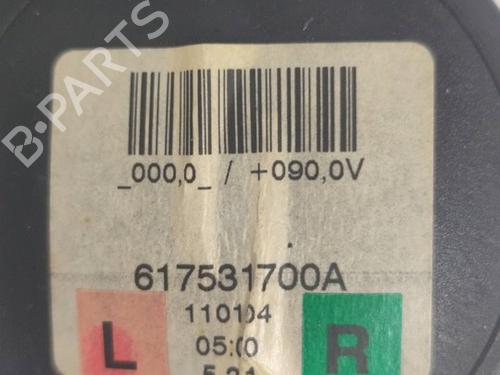 B-PARTS
_000,0_ / +090,0V
617531700A
110104
L
05:00
R